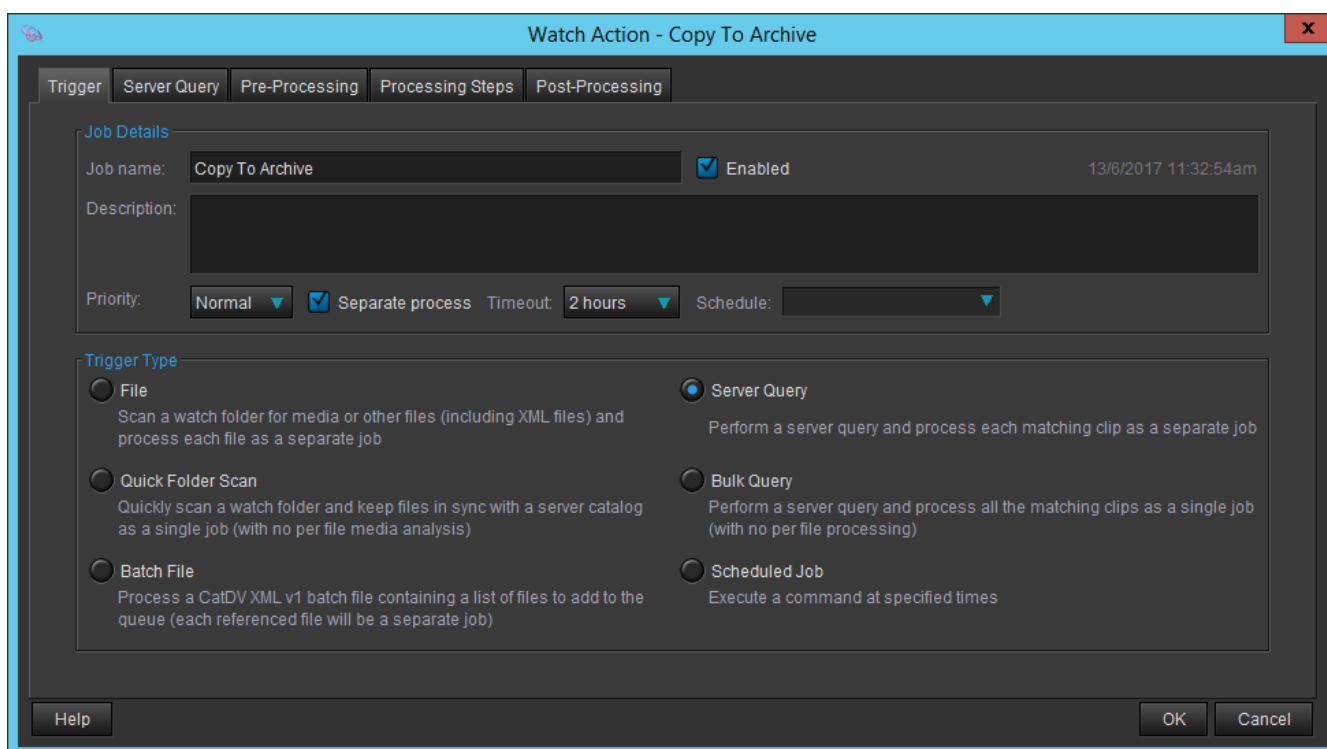 Watch Action - Copy To Archive
x
Trigger Server Query Pre-Processing Processing Steps Post-Processing
Job Details
Job name: Copy To Archive Enabled 13/6/2017 11:32:54am
Description:
Priority: Normal Separate process Timeout: 2 hours Schedule:
Trigger Type
File
Scan a watch folder for media or other files (including XML files) and
process each file as a separate job
Server Query
Perform a server query and process each matching clip as a separate job
Quick Folder Scan
Quickly scan a watch folder and keep files in sync with a server catalog
as a single job (with no per file media analysis)
Bulk Query
Perform a server query and process all the matching clips as a single job
(with no per file processing)
Batch File
Process a CatDV XML v1 batch file containing a list of files to add to the
queue (each referenced file will be a separate job)
Scheduled Job
Execute a command at specified times
Help OK Cancel